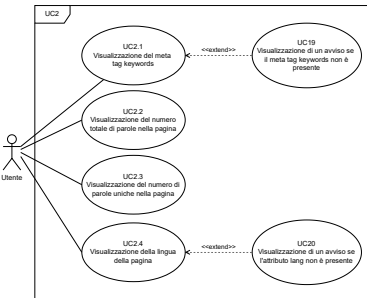 UC2
UC2.1
Visualizzazione del meta
tag keywords
<<extend>>
UC19
Visualizzazione di un avviso se
il meta tag keywords non è
presente
UC2.2
Visualizzazione del numero
totale di parole nella pagina
Utente
UC2.3
Visualizzazione del numero di
parole uniche nella pagina
UC2.4
Visualizzazione della lingua
della pagina
<<extend>>
UC20
Visualizzazione di un avviso se
l'attributo lang non è presente